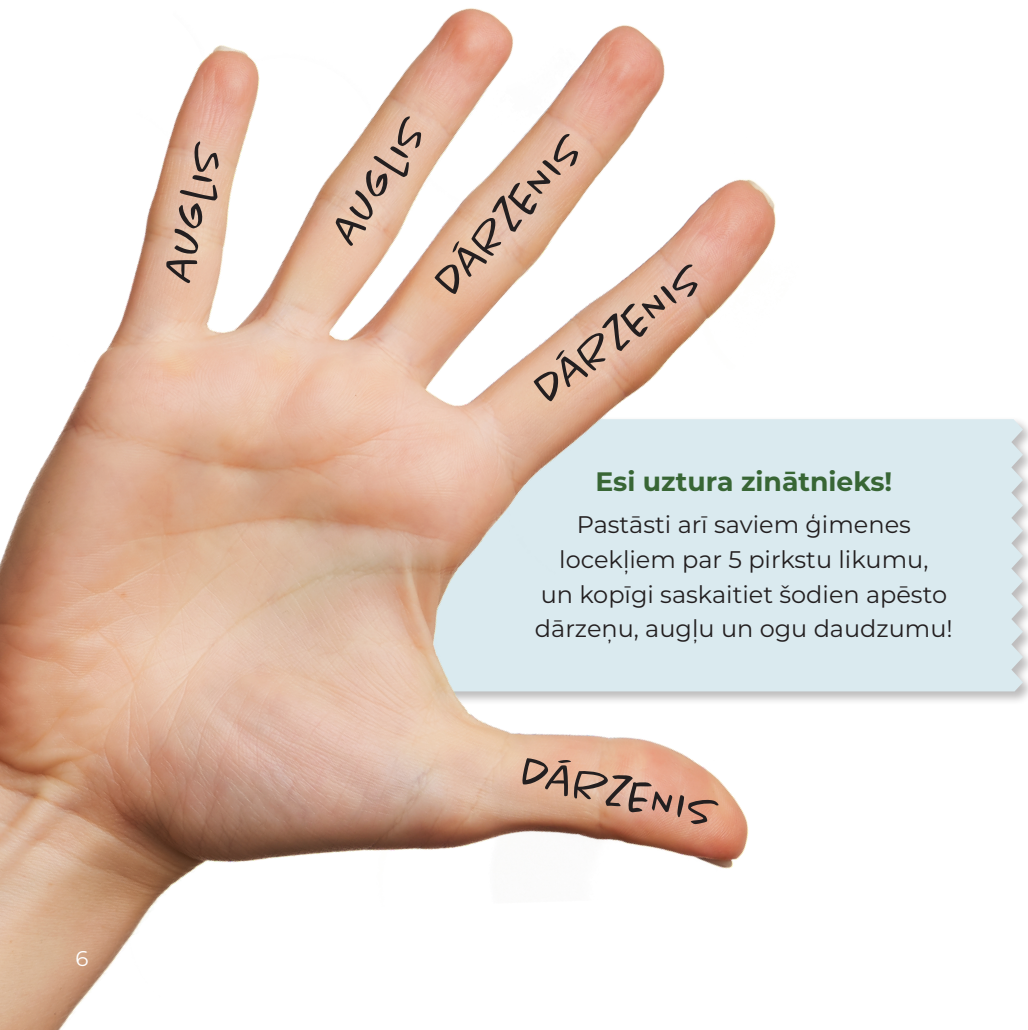 AUGLIS
AUGLIS
DĀRZENIS
DĀRZENIS
Esi uztura zinātnieks!
Pastāsti arī saviem ģimenes
locekļiem par 5 pirkstu likumu,
un kopīgi saskaitiet šodien apēsto
dārzeņu, augļu un ogu daudzumu!
DĀRZENIS
6